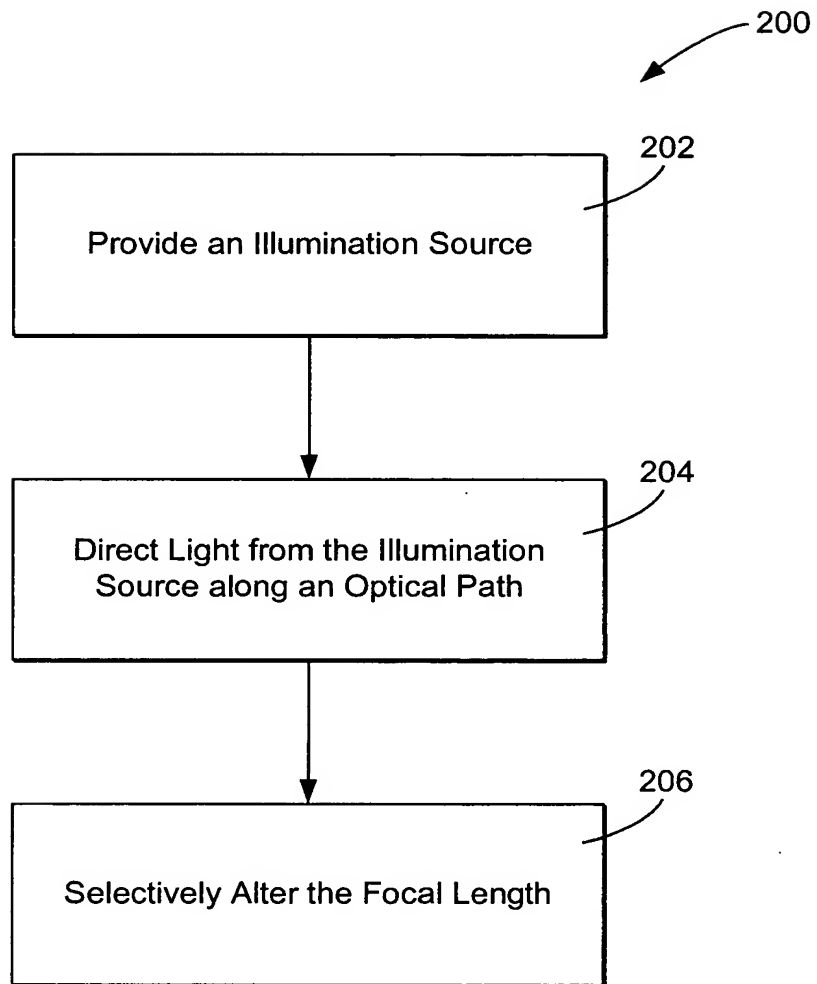 200
202
Provide an Illumination Source
204
Direct Light from the Illumination
Source along an Optical Path
206
Selectively Alter the Focal Length